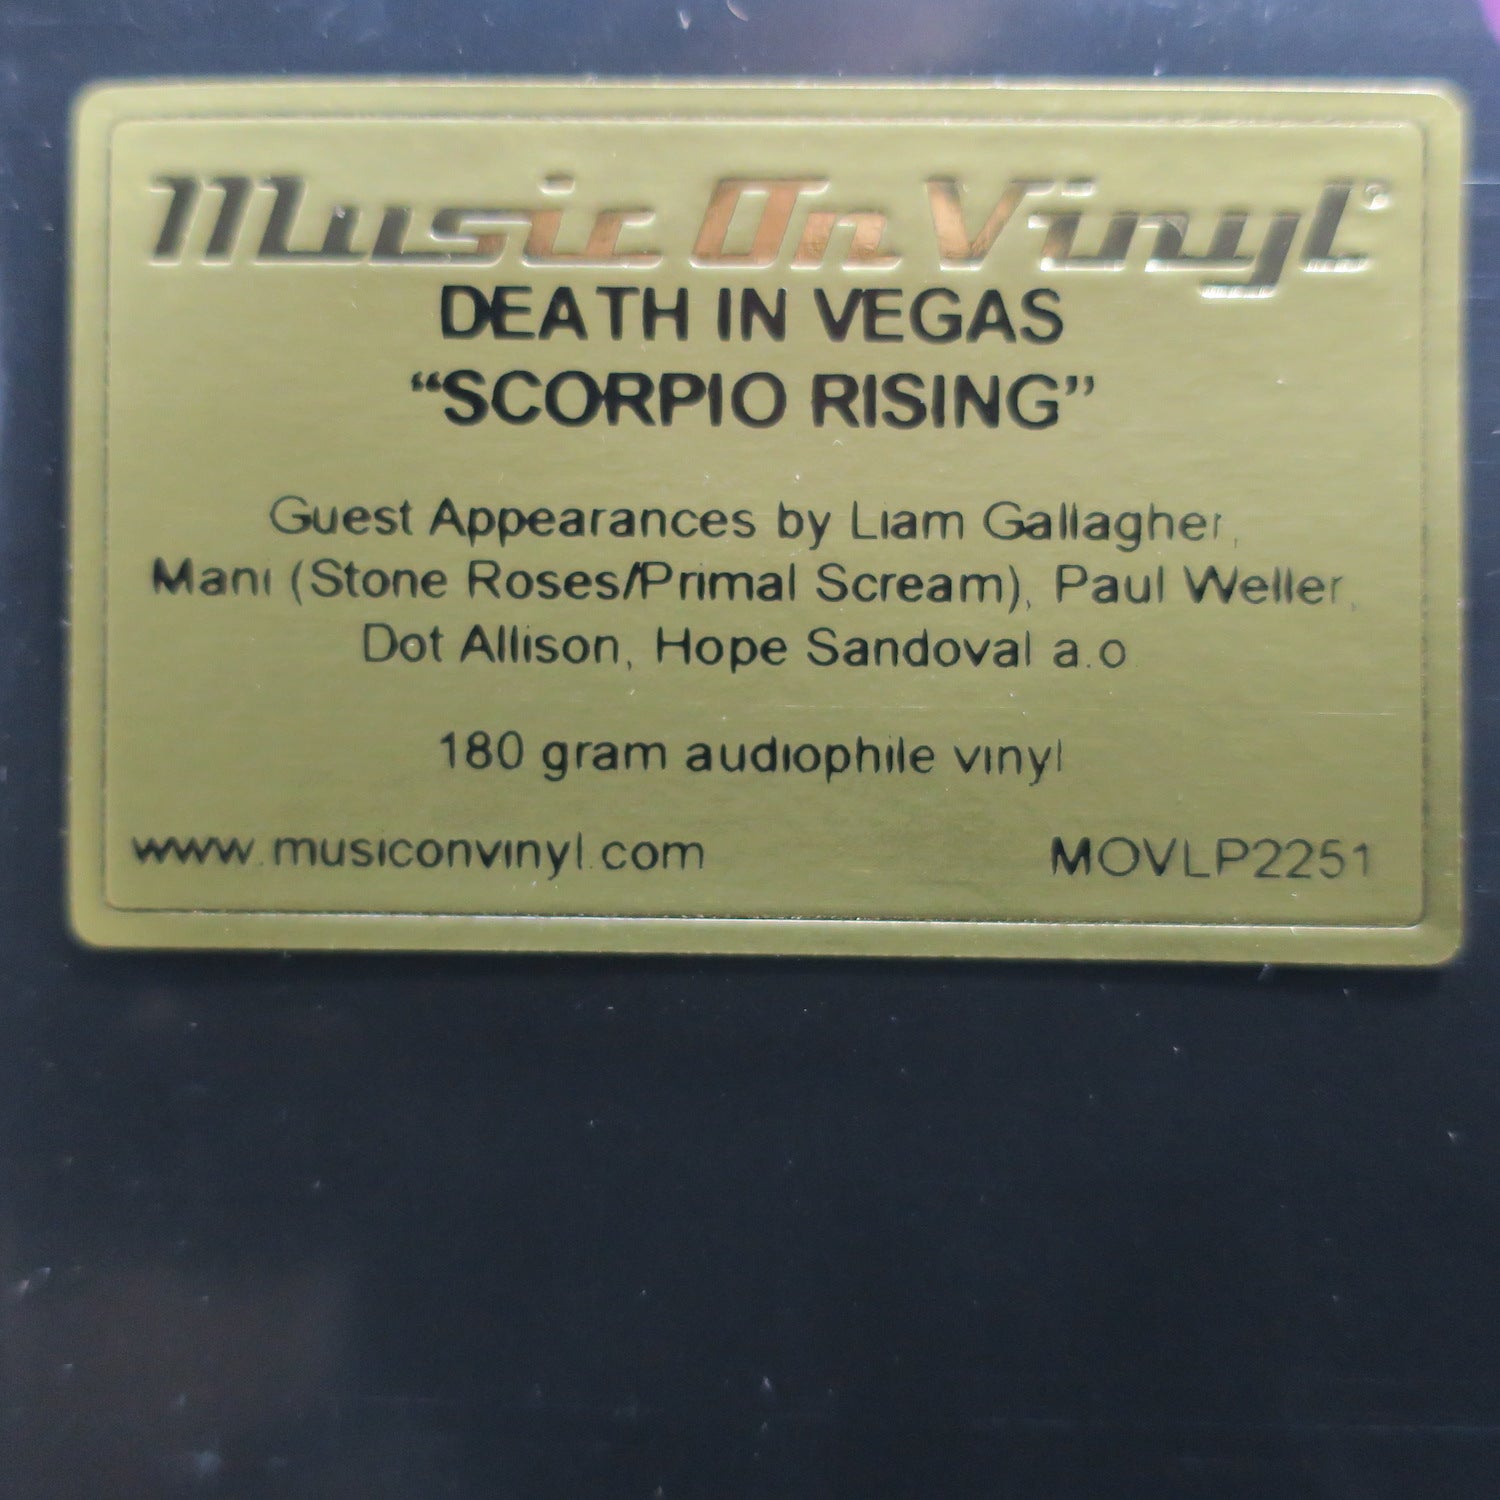 Music On Vinyl®
DEATH IN VEGAS
“SCORPIO RISING”
Guest Appearances by Liam Gallagher,
Mani (Stone Roses/Primal Scream), Paul Weller,
Dot Allison, Hope Sandoval a.o
180 gram audiophile vinyl
www.musiconvinyl.com
MOVLP2251